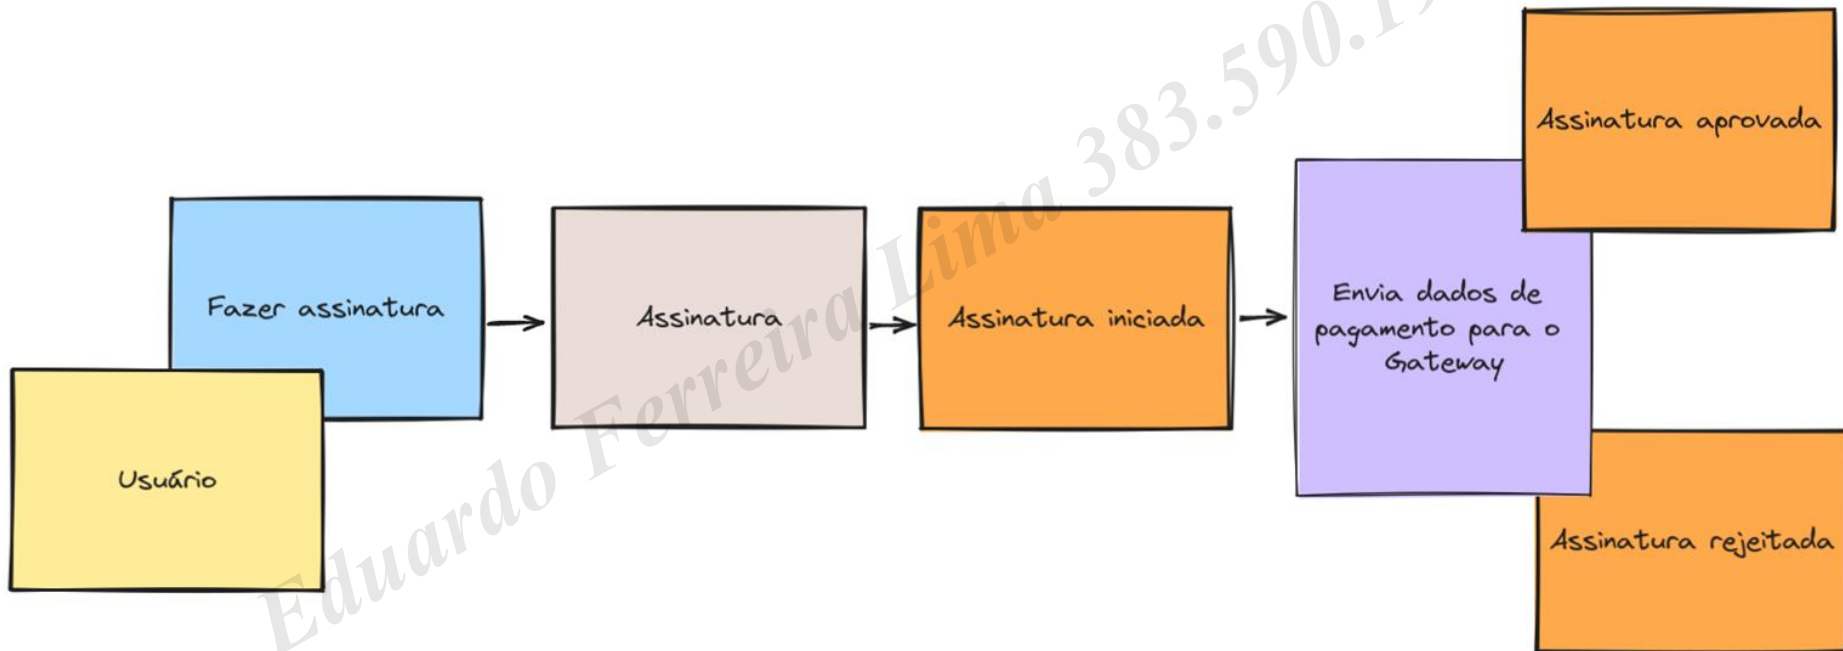 Assinatura aprovada
Fazer assinatura
Assinatura
Assinatura iniciada
Envia dados de
pagamento para o
Gateway
Usuário
Assinatura rejeitada
Eduardo Ferreira Lima 383.590.1